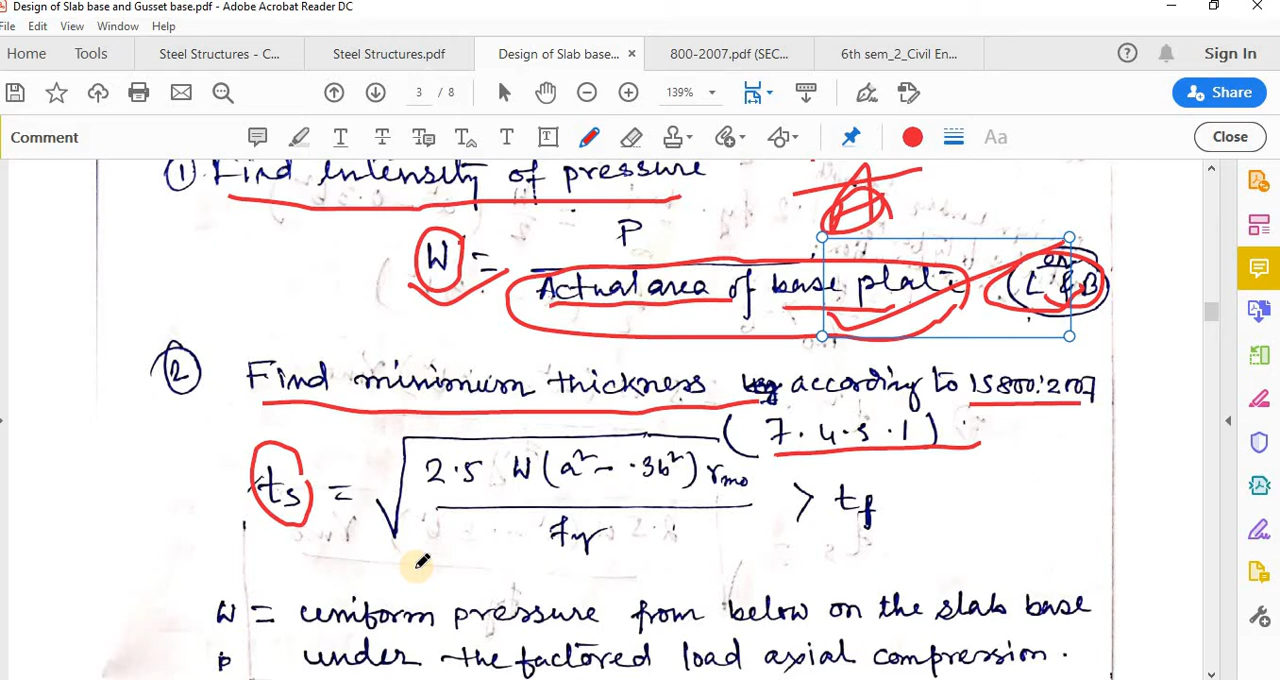 Design of Slab base and Gusset base.pdf - Adobe Acrobat Reader DC
File Edit View Window Help
Home Tools Steel Structures - C... Steel Structures.pdf Design of Slab base... × 800-2007.pdf (SEC... 6th sem_2_Civil En... Sign In
3 / 8 139% Share
Comment Aa Close
① Find intensity of pressure
W = P
Actual area of base plate (L & B)
② Find minimum thickness according to IS800:2007
(7.4.3.1)
ts = √ 2.5 W (a² - .3b²) γmo > tf
fy
W = uniform pressure from below on the slab base
under the factored load axial compression.